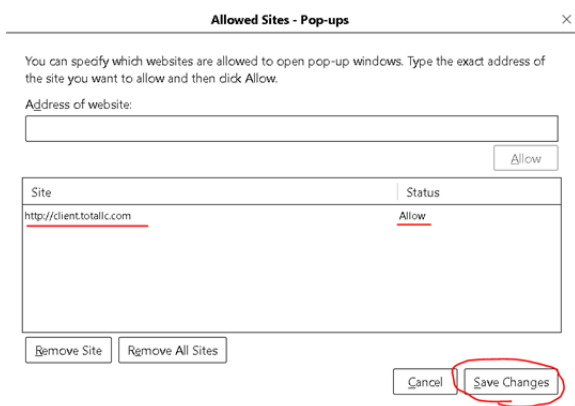 Allowed Sites - Pop-ups
You can specify which websites are allowed to open pop-up windows. Type the exact address of
the site you want to allow and then click Allow.
Address of website:
Allow
Site Status
http://client.totallc.com Allow
Remove Site Remove All Sites
Cancel Save Changes